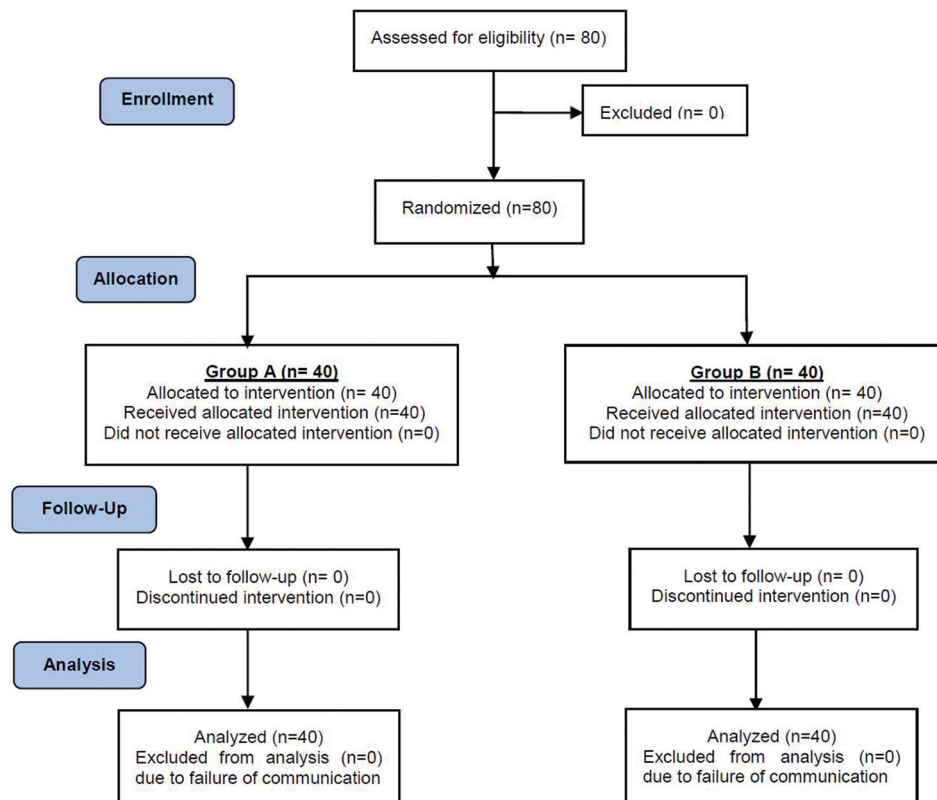 Assessed for eligibility (n= 80)
Enrollment
Excluded (n= 0)
Randomized (n=80)
Allocation
Group A (n= 40)
Allocated to intervention (n= 40)
Received allocated intervention (n=40)
Did not receive allocated intervention (n=0)
Group B (n= 40)
Allocated to intervention (n= 40)
Received allocated intervention (n=40)
Did not receive allocated intervention (n=0)
Follow-Up
Lost to follow-up (n= 0)
Discontinued intervention (n=0)
Lost to follow-up (n= 0)
Discontinued intervention (n=0)
Analysis
Analyzed (n=40)
Excluded from analysis (n=0)
due to failure of communication
Analyzed (n=40)
Excluded from analysis (n=0)
due to failure of communication